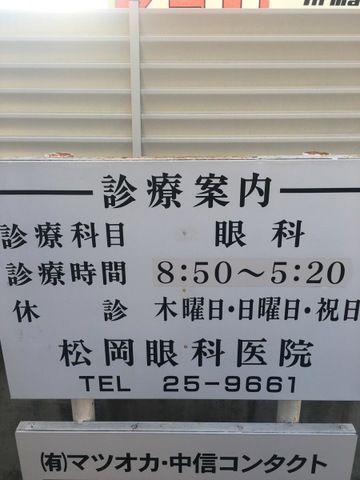 診療案内
診療科目 眼科
診療時間 8:50～5:20
休診 木曜日・日曜日・祝日
松岡眼科医院
TEL 25-9661
(有)マツオカ・中信コンタクト